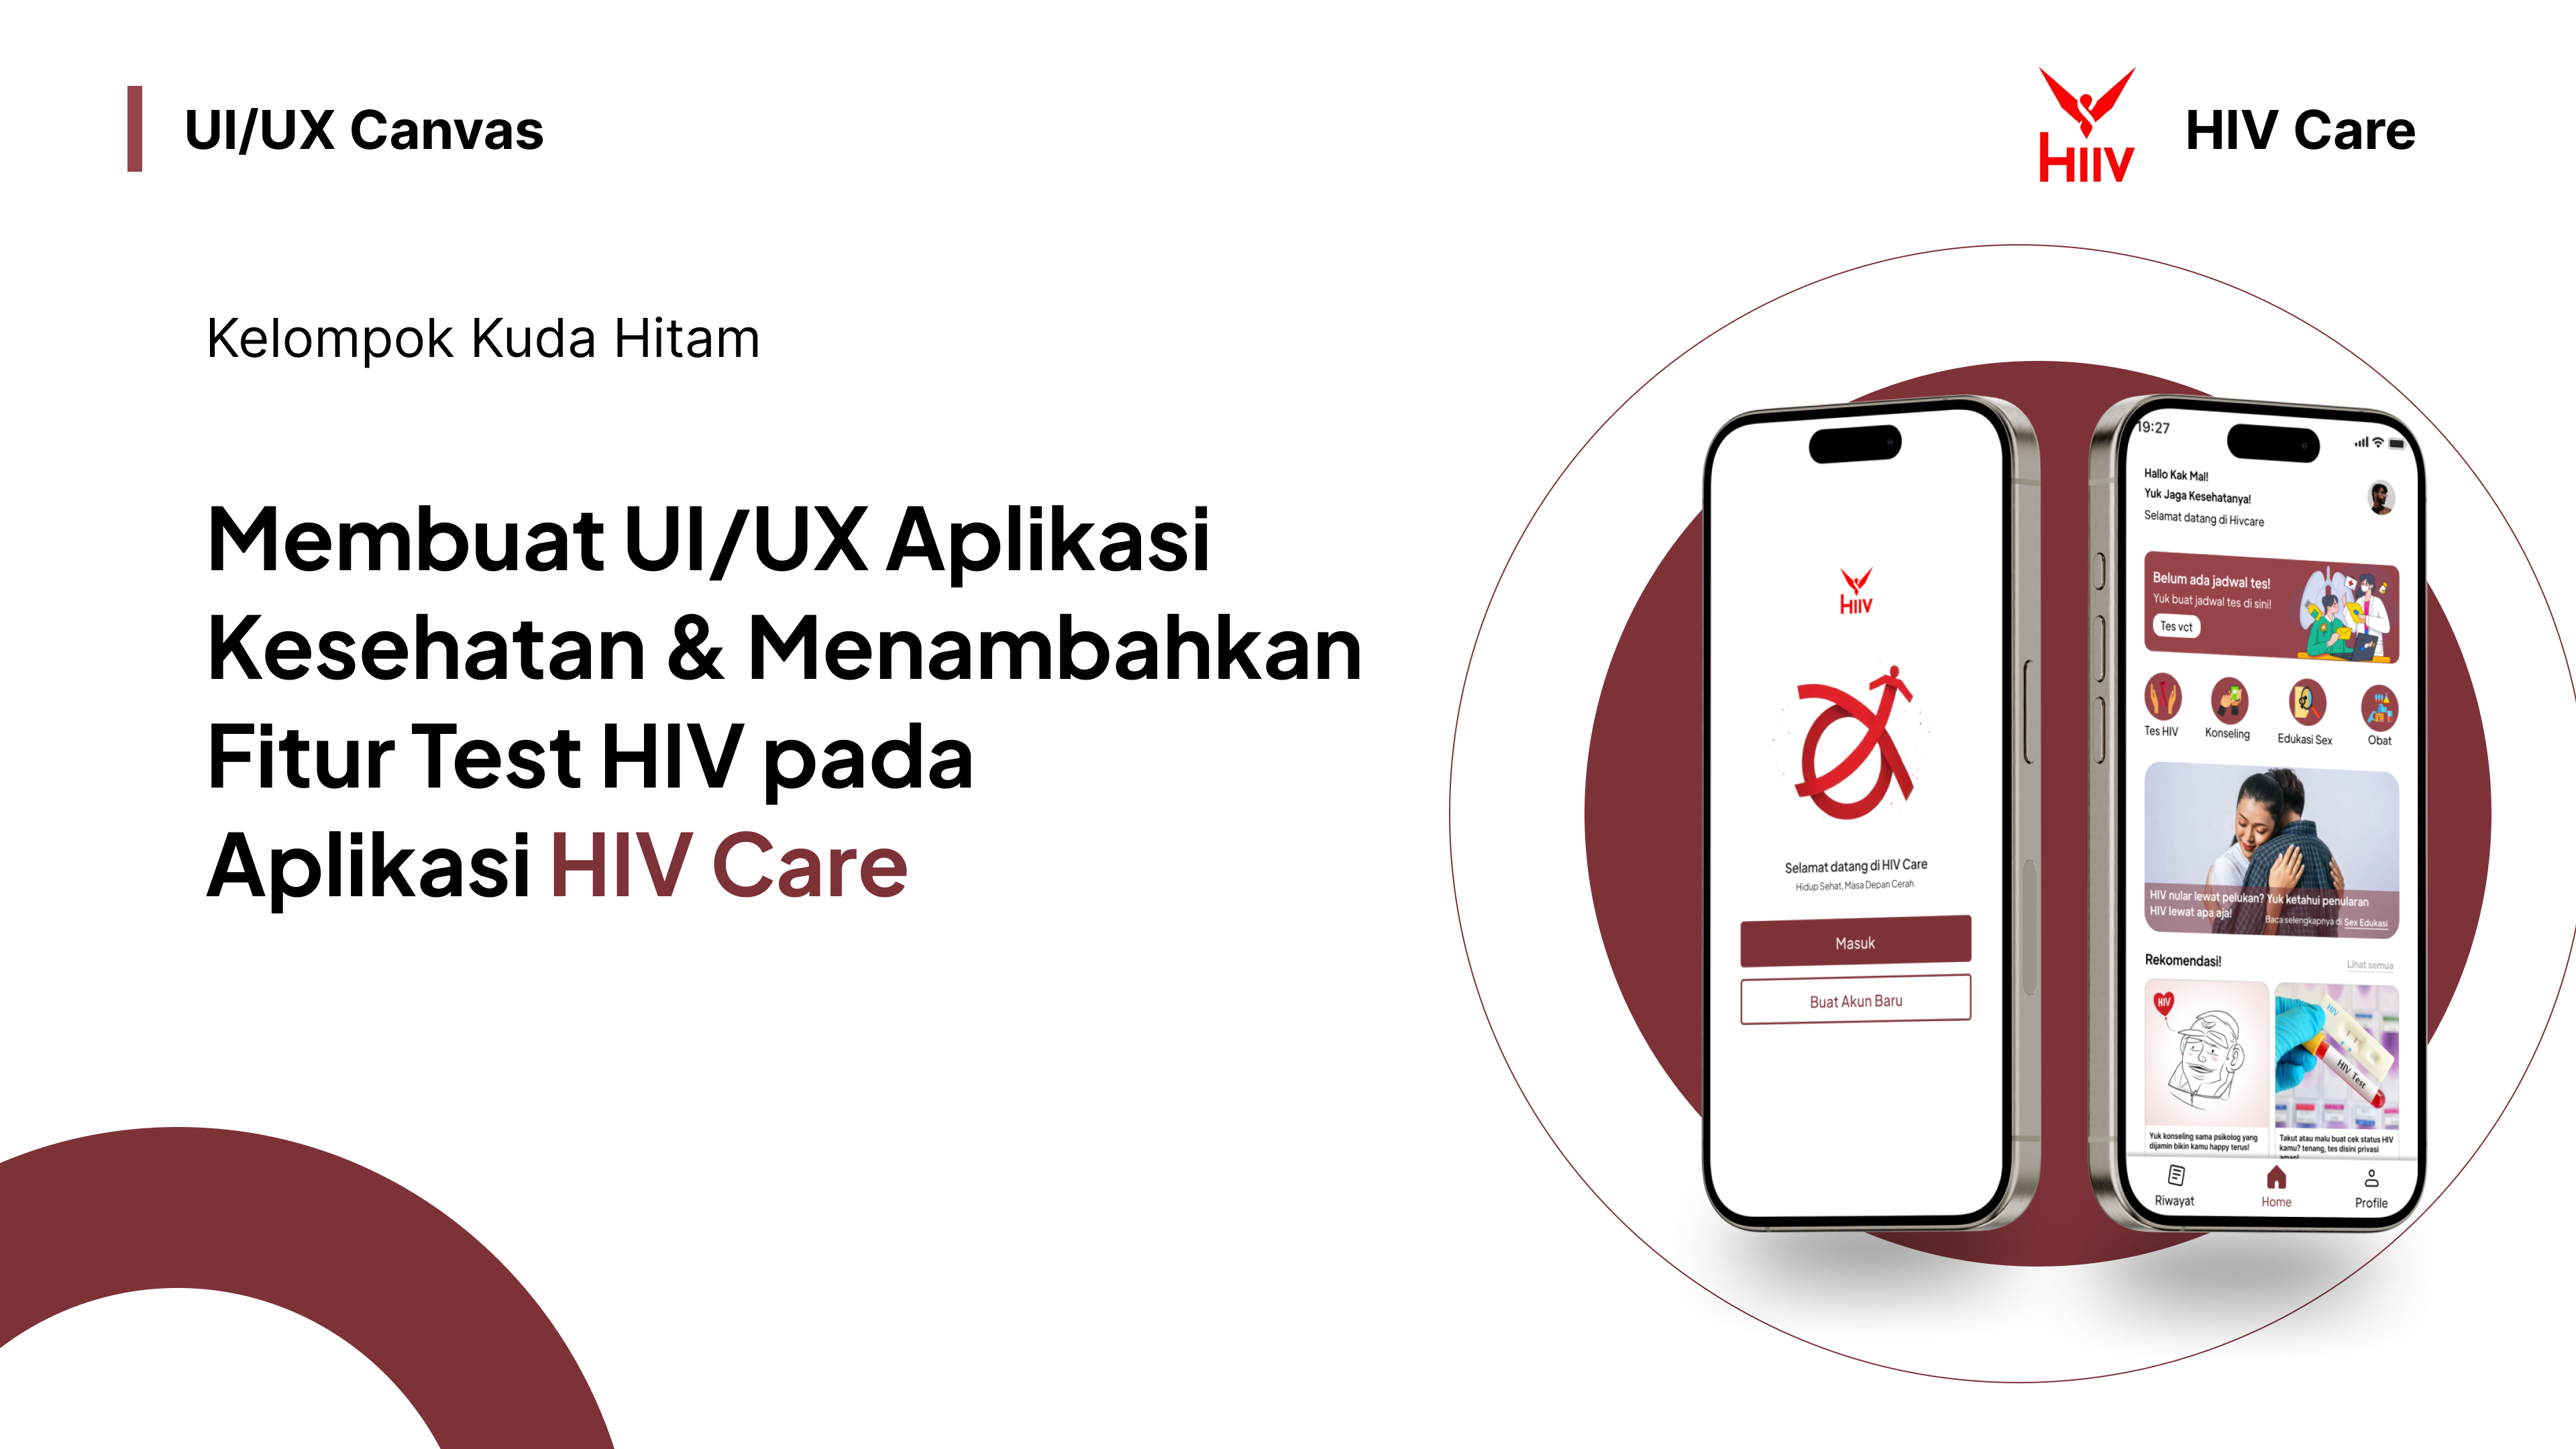 UI/UX Canvas
HIIV
HIV Care
Kelompok Kuda Hitam
Membuat UI/UX Aplikasi
Kesehatan & Menambahkan
Fitur Test HIV pada
Aplikasi HIV Care
HIIV
Selamat datang di HIV Care
Hidup Sehat, Masa Depan Cerah.
Masuk
Buat Akun Baru
19:27
Hallo Kak Mal!
Yuk Jaga Kesehatanya!
Selamat datang di Hivcare
Belum ada jadwal tes!
Yuk buat jadwal tes di sini!
Tes vct
Tes HIV
Konseling
Edukasi Sex
Obat
HIV nular lewat pelukan? Yuk ketahui penularan
HIV lewat apa aja!
Baca selengkapnya di Sex Edukasi
Rekomendasi!
Lihat semua
HIV
HIV
HIV Test
Yuk konseling sama psikolog yang
dijamin bikin kamu happy terus!
Takut atau malu buat cek status HIV
kamu? tenang, tes disini privasi
aman!
Riwayat
Home
Profile